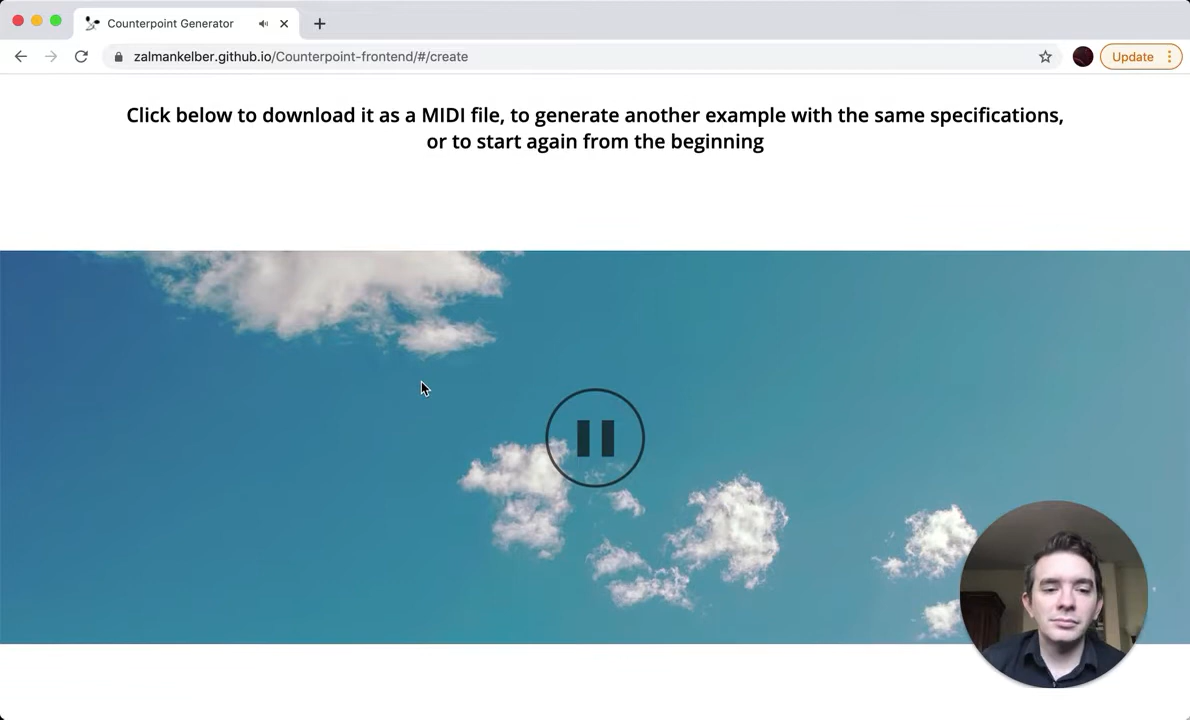 Counterpoint Generator
zalmankelber.github.io/Counterpoint-frontend/#/create
Update
Click below to download it as a MIDI file, to generate another example with the same specifications,
or to start again from the beginning